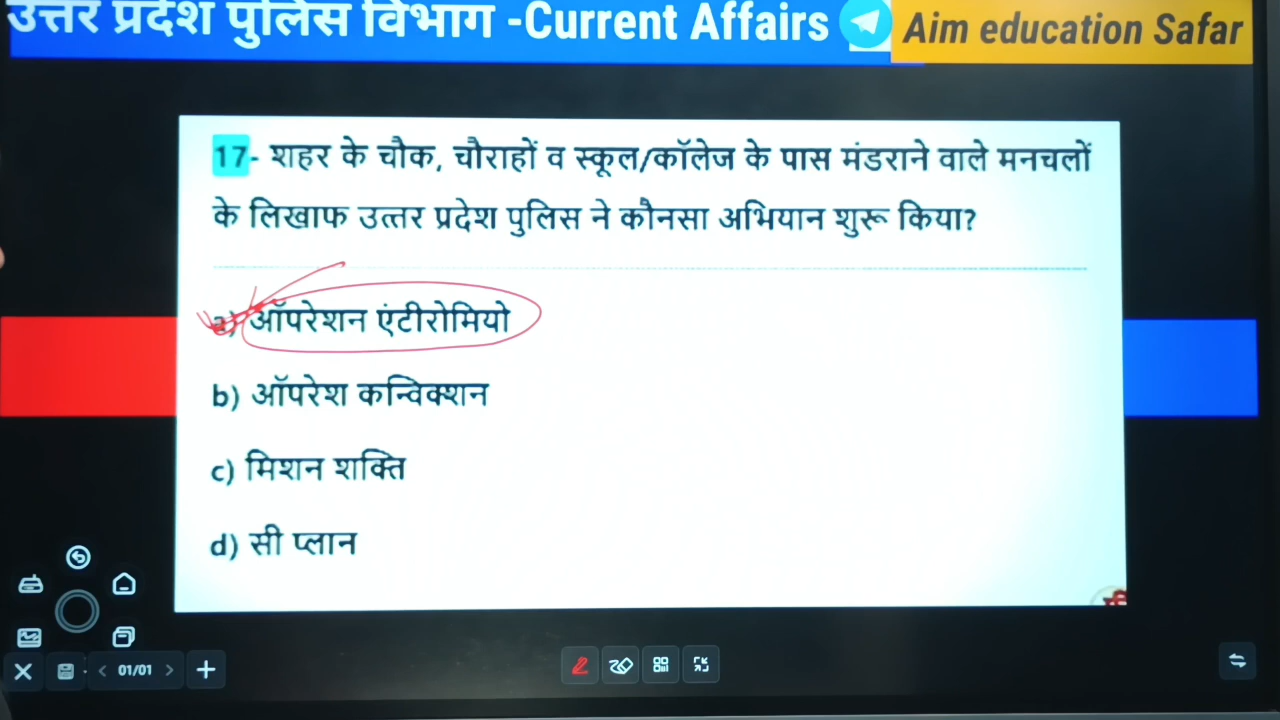 उत्तर प्रदेश पुलिस विभाग -Current Affairs
Aim education Safar
17- शहर के चौक, चौराहों व स्कूल/कॉलेज के पास मंडराने वाले मनचलों
के लिखाफ उत्तर प्रदेश पुलिस ने कौनसा अभियान शुरू किया?
a) ऑपरेशन एंटीरोमियो
b) ऑपरेश कन्विक्शन
c) मिशन शक्ति
d) सी प्लान
01/01